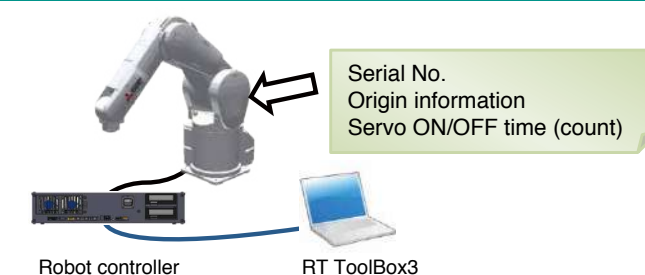 Serial No.
Origin information
Servo ON/OFF time (count)
Robot controller
RT ToolBox3